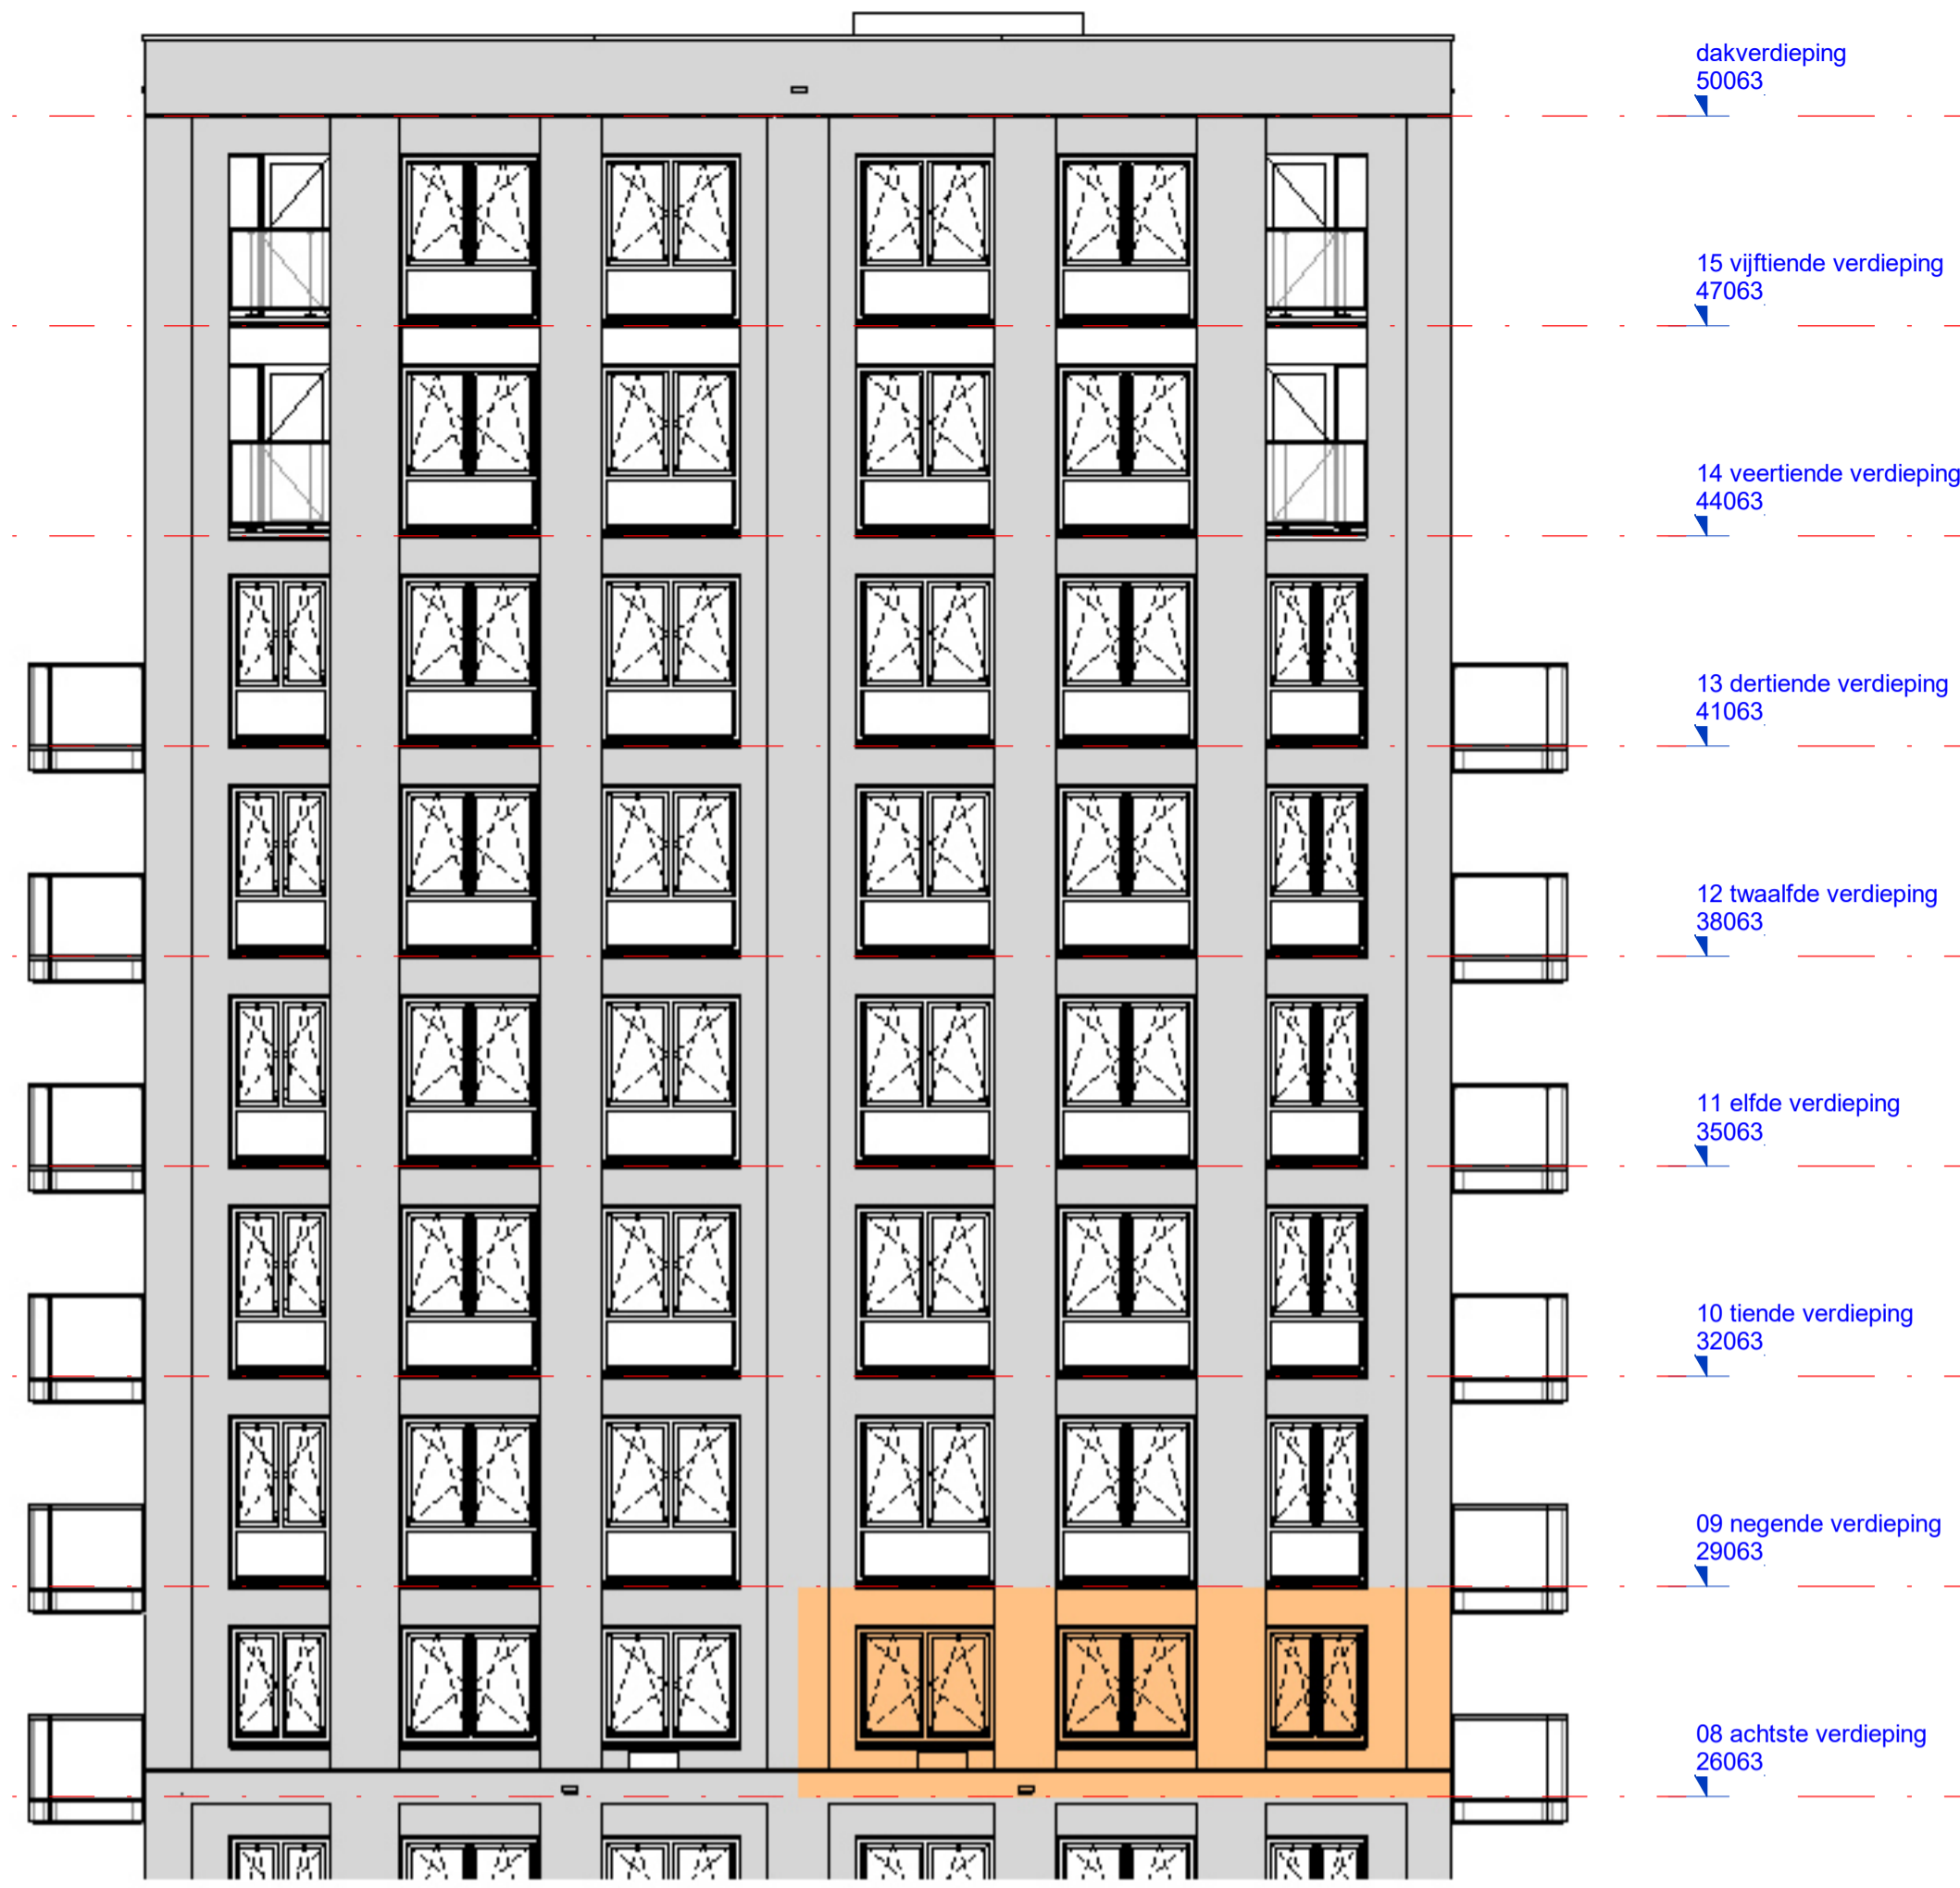 dakverdieping
50063
15 vijftiende verdieping
47063
14 veertiende verdieping
44063
13 dertiende verdieping
41063
12 twaalfde verdieping
38063
11 elfde verdieping
35063
10 tiende verdieping
32063
09 negende verdieping
29063
08 achtste verdieping
26063